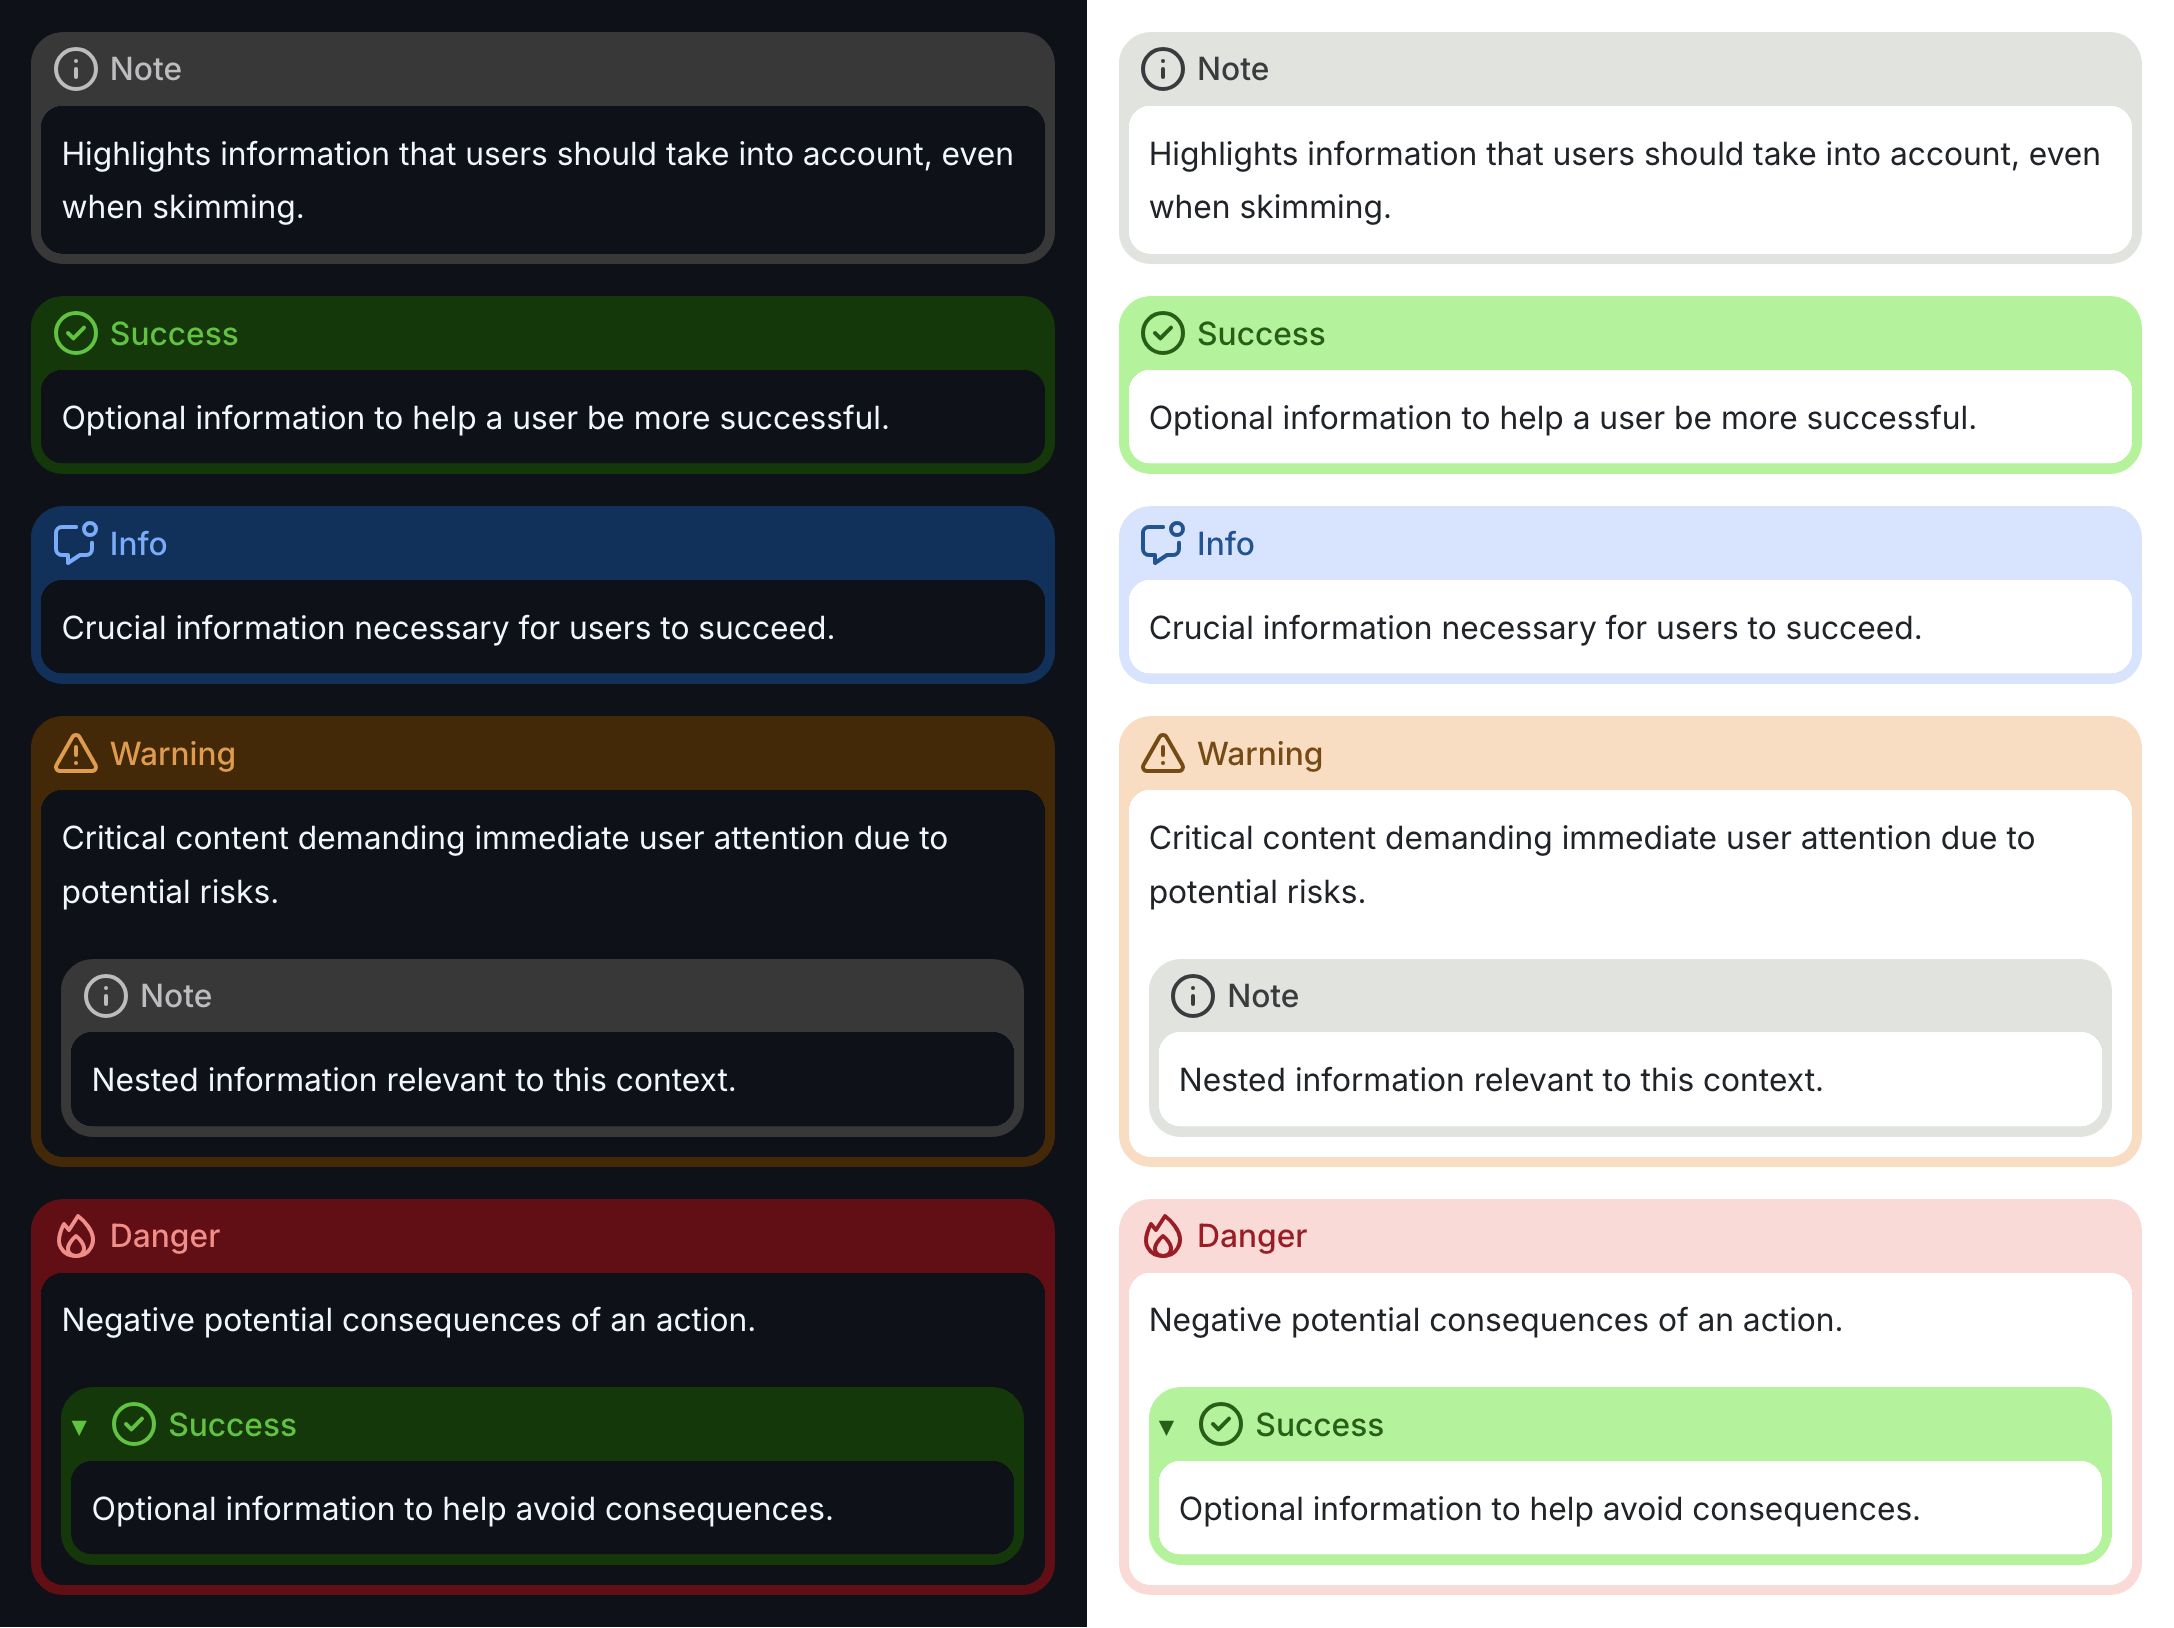 Note
Highlights information that users should take into account, even
when skimming.
Success
Optional information to help a user be more successful.
Info
Crucial information necessary for users to succeed.
Warning
Critical content demanding immediate user attention due to
potential risks.
Note
Nested information relevant to this context.
Danger
Negative potential consequences of an action.
▼ Success
Optional information to help avoid consequences.
Note
Highlights information that users should take into account, even
when skimming.
Success
Optional information to help a user be more successful.
Info
Crucial information necessary for users to succeed.
Warning
Critical content demanding immediate user attention due to
potential risks.
Note
Nested information relevant to this context.
Danger
Negative potential consequences of an action.
▼ Success
Optional information to help avoid consequences.